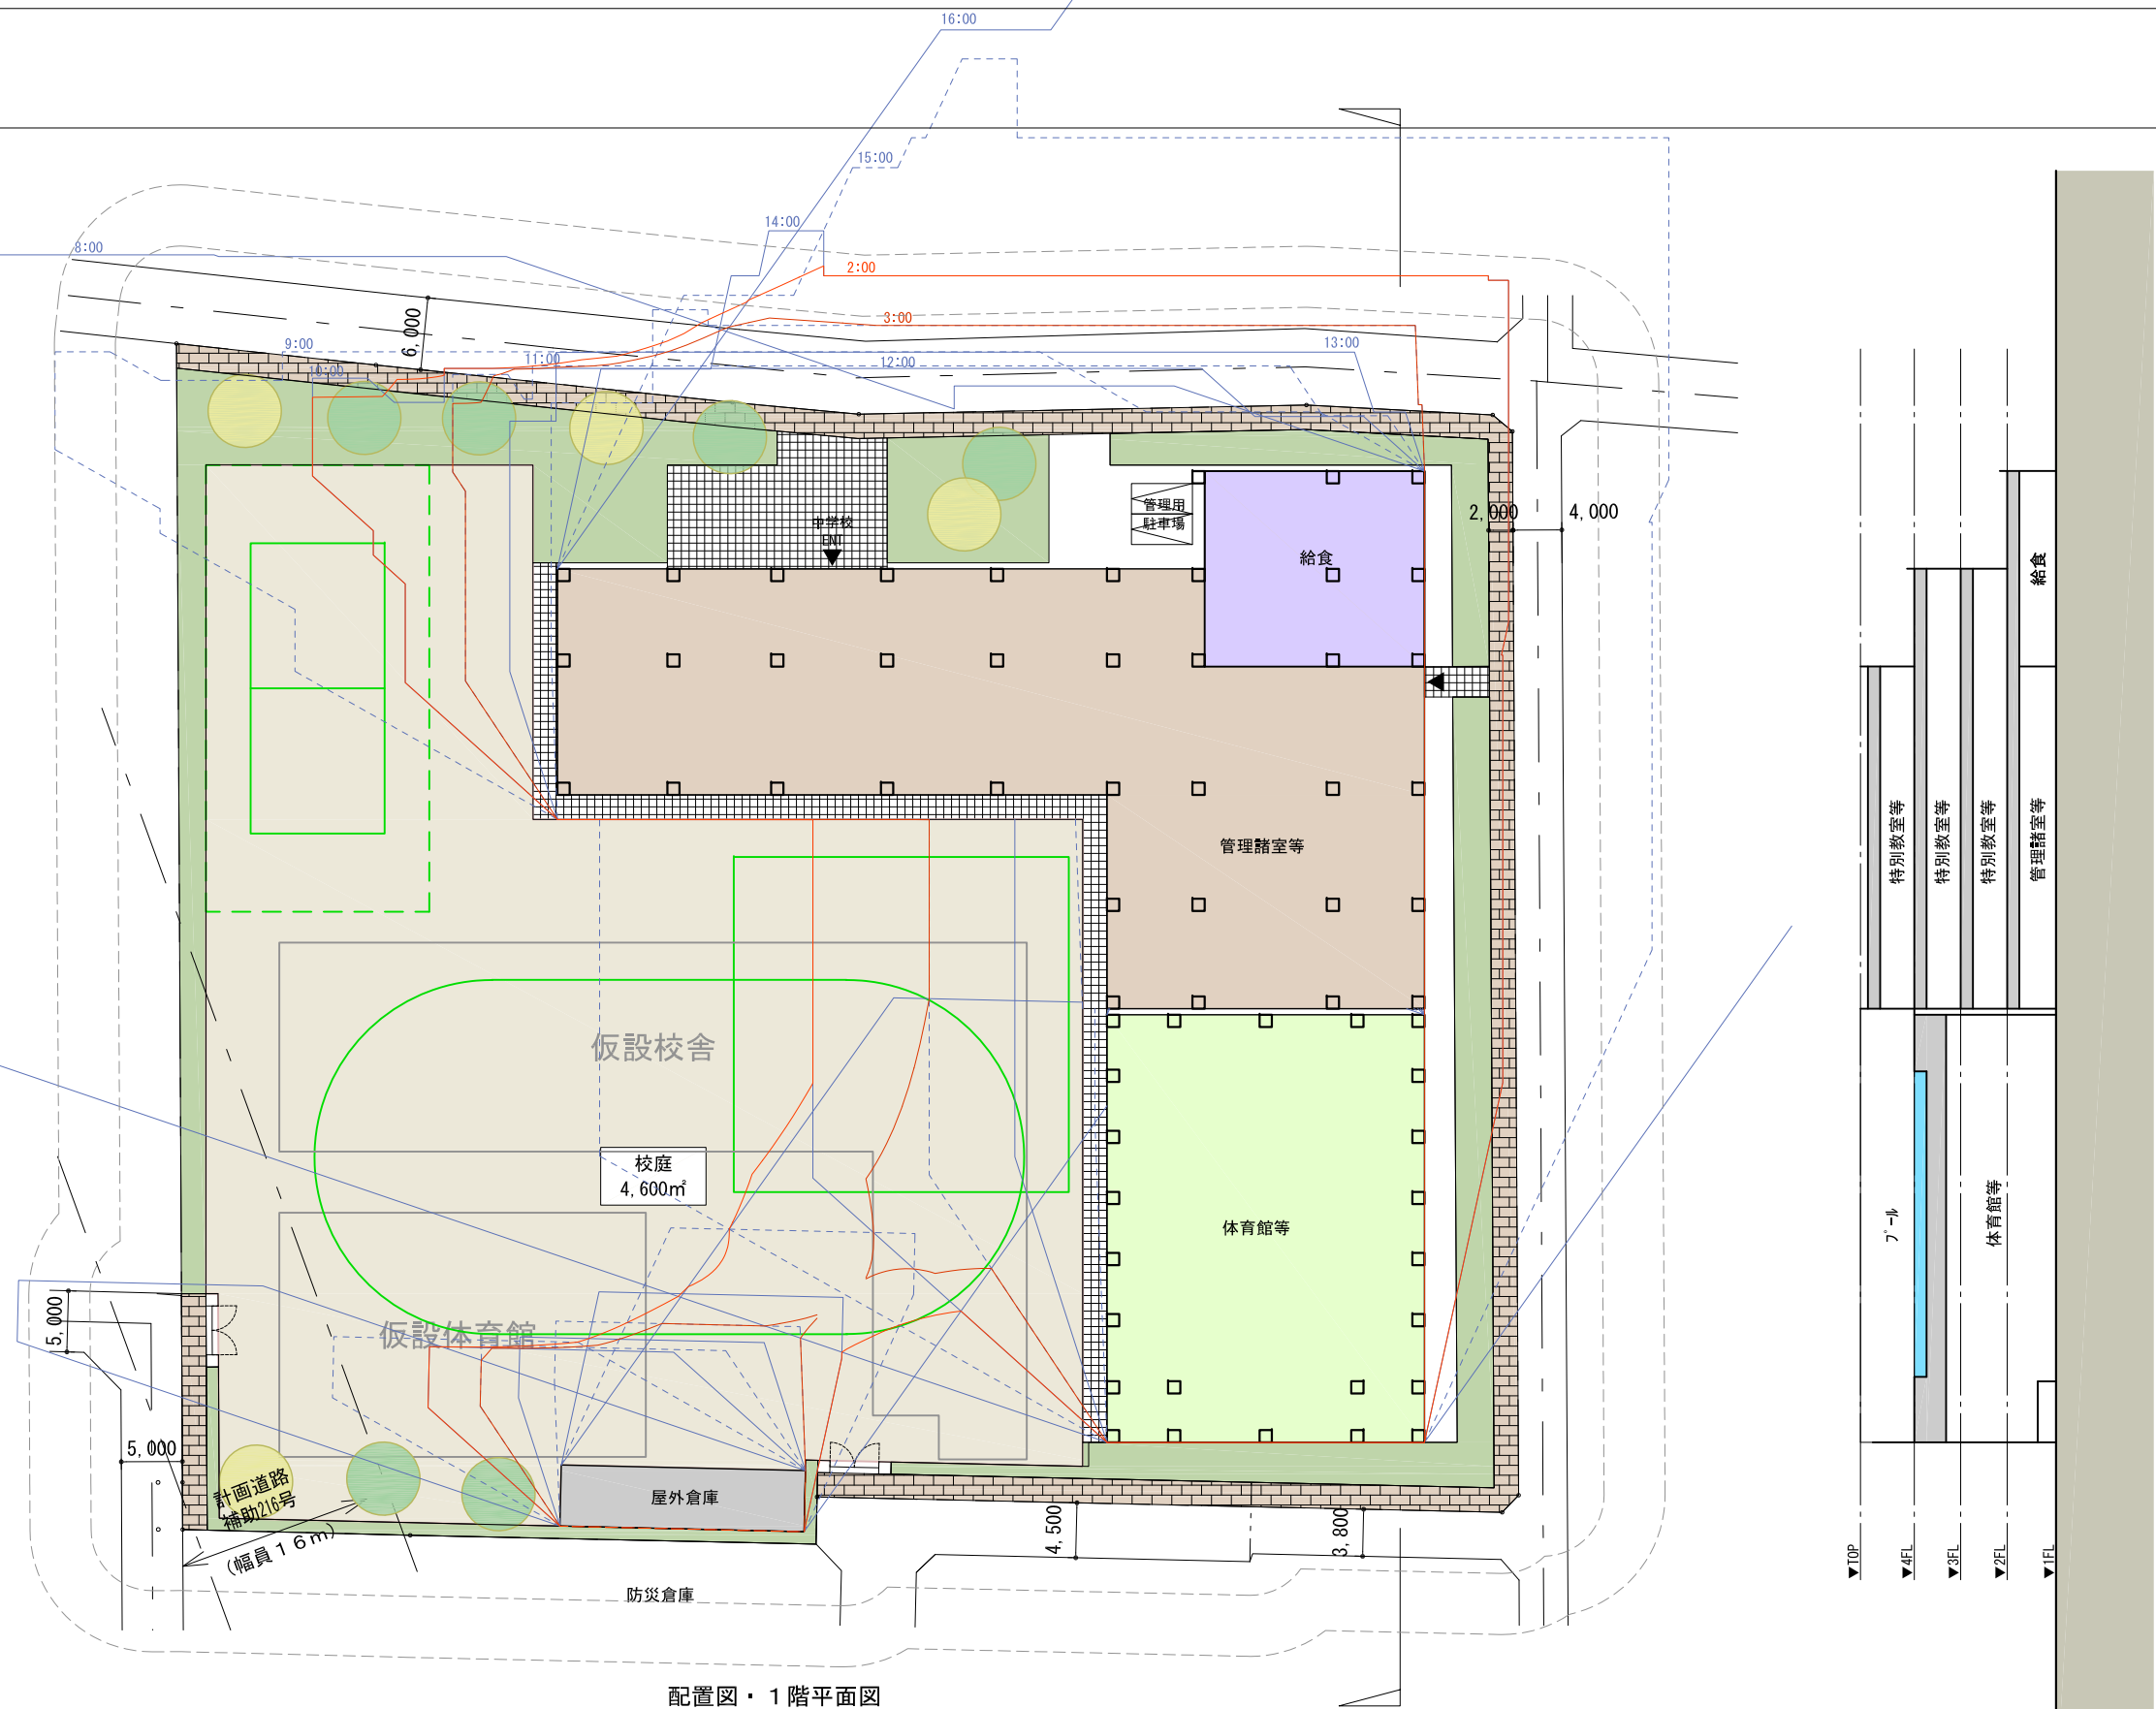 16:00
15:00
14:00
8:00
2:00
3:00
6,000
9:00
11:00
13:00
12:00
10:00
管理用
駐車場
中学校
ENT
2,000
4,000
給食
給食
管理諸室等
特別教室等
特別教室等
特別教室等
管理諸室等
仮設校舎
校庭
4,600㎡
体育館等
プール
体育館等
5,000
仮設体育館
5,000
計画道路
補助216号
(幅員16m)
屋外倉庫
4,500
3,800
防災倉庫
▼TOP
▼4FL
▼3FL
▼2FL
▼1FL
配置図・1階平面図